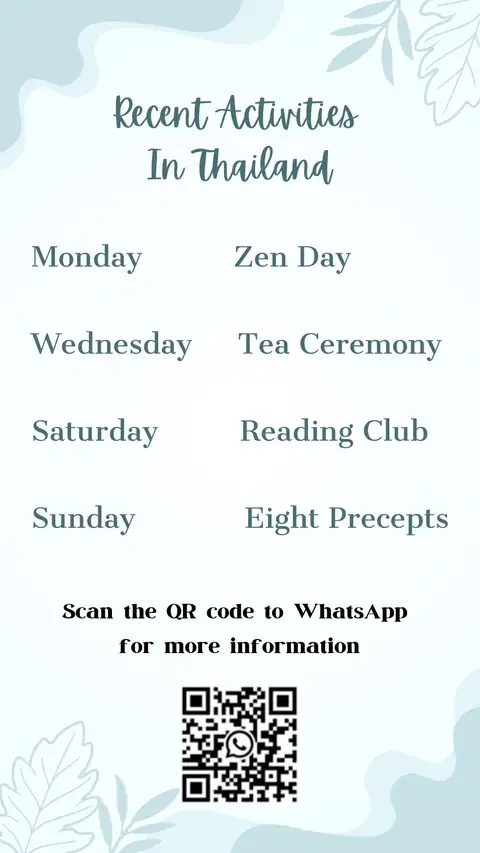 Recent Activities
In Thailand
Monday Zen Day
Wednesday Tea Ceremony
Saturday Reading Club
Sunday Eight Precepts
Scan the QR code to WhatsApp
for more information